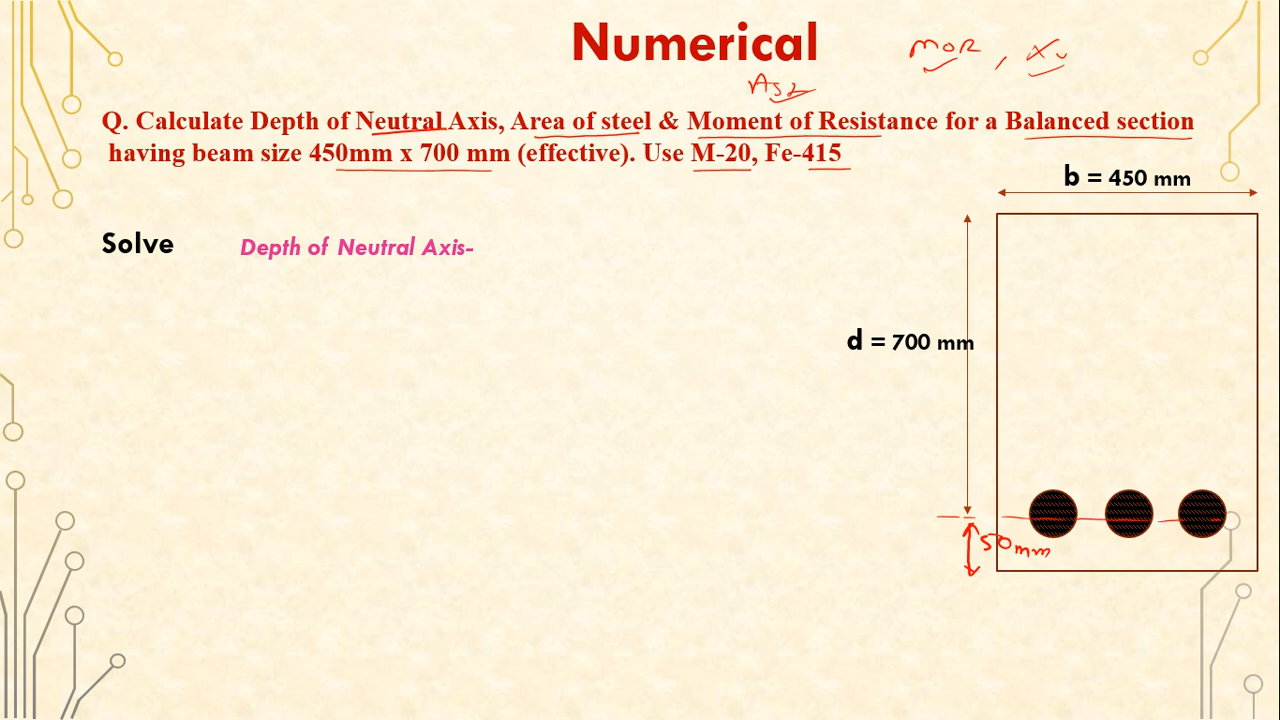 Numerical
MOR, Xu
Ast
Q. Calculate Depth of Neutral Axis, Area of steel & Moment of Resistance for a Balanced section
having beam size 450mm x 700 mm (effective). Use M-20, Fe-415
b = 450 mm
Solve Depth of Neutral Axis-
d = 700 mm
50mm